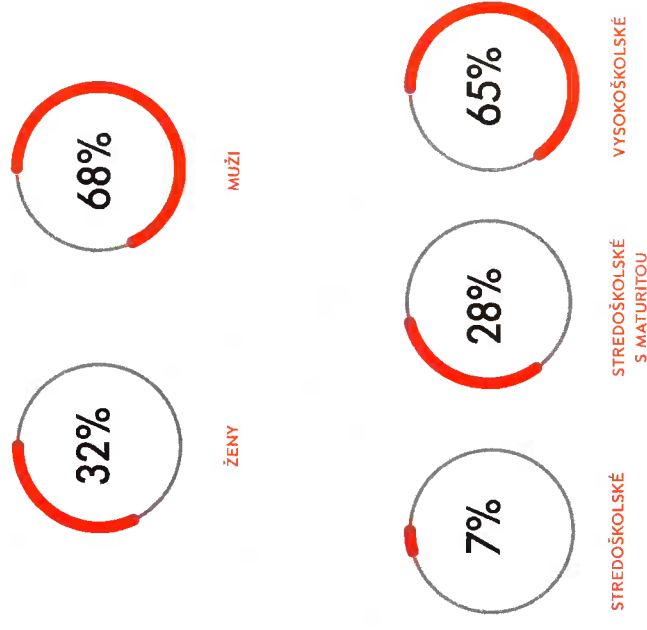 32%
ŽENY
68%
MUŽI
7%
STREDOŠKOLSKÉ
28%
STREDOŠKOLSKÉ
S MATURITOU
65%
VYSOKOŠKOLSKÉ